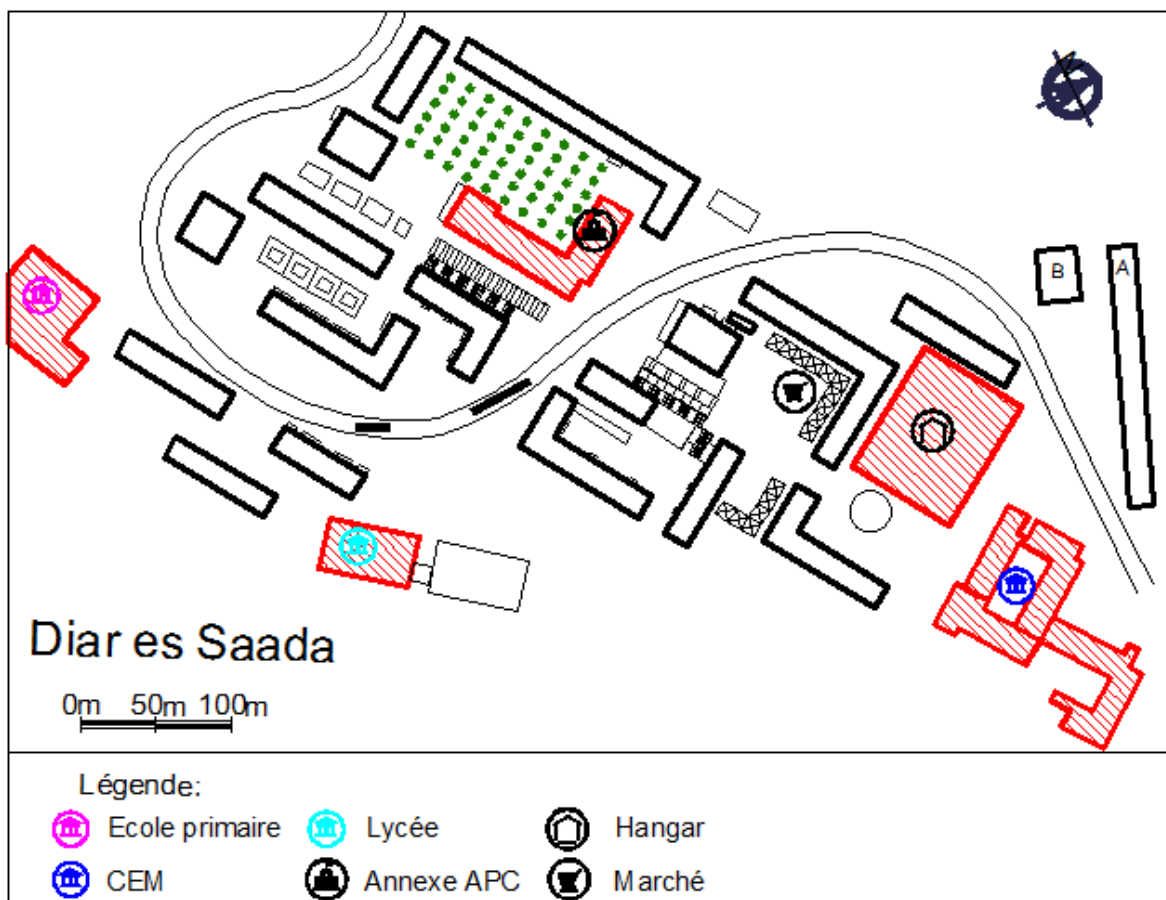 B A
Diar es Saada
0m 50m 100m
Légende:
Ecole primaire Lycée Hangar
CEM Annexe APC Marché